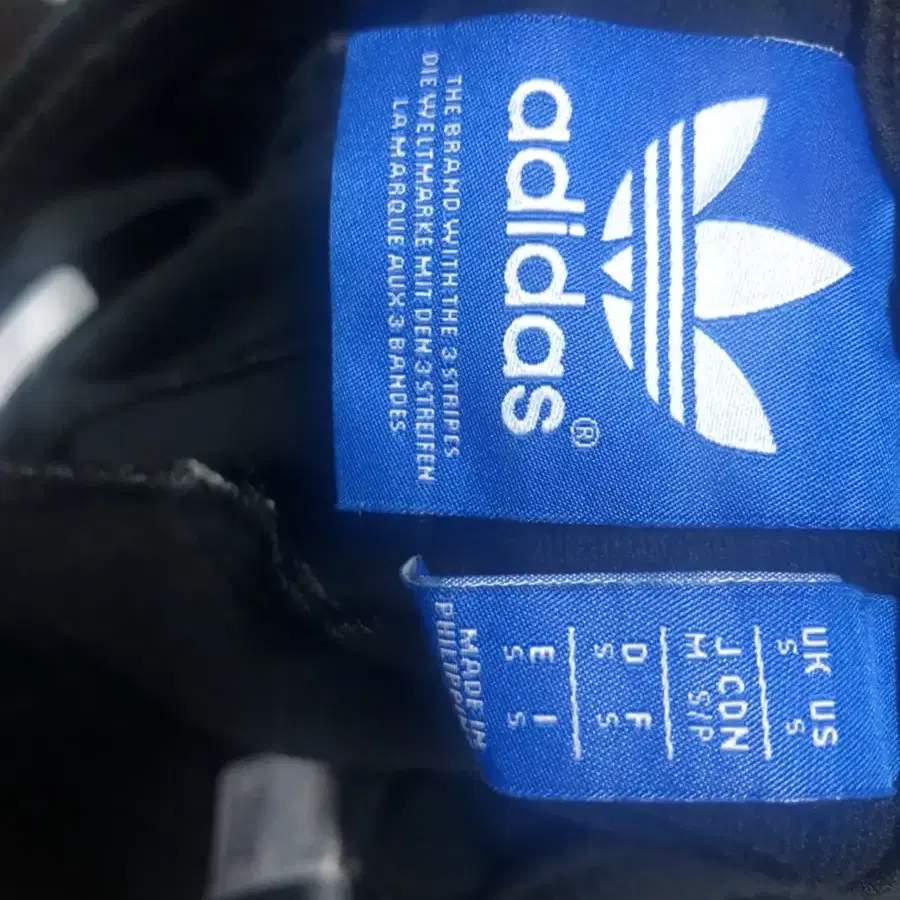 adidas®
THE BRAND WITH THE 3 STRIPES
DIE WELTMARKE MIT DEN 3 STREIFEN
LA MARQUE AUX 3 BANDES
UK US
S S
J CDN
M S/P
D F
S S
E I
S S
MADE IN